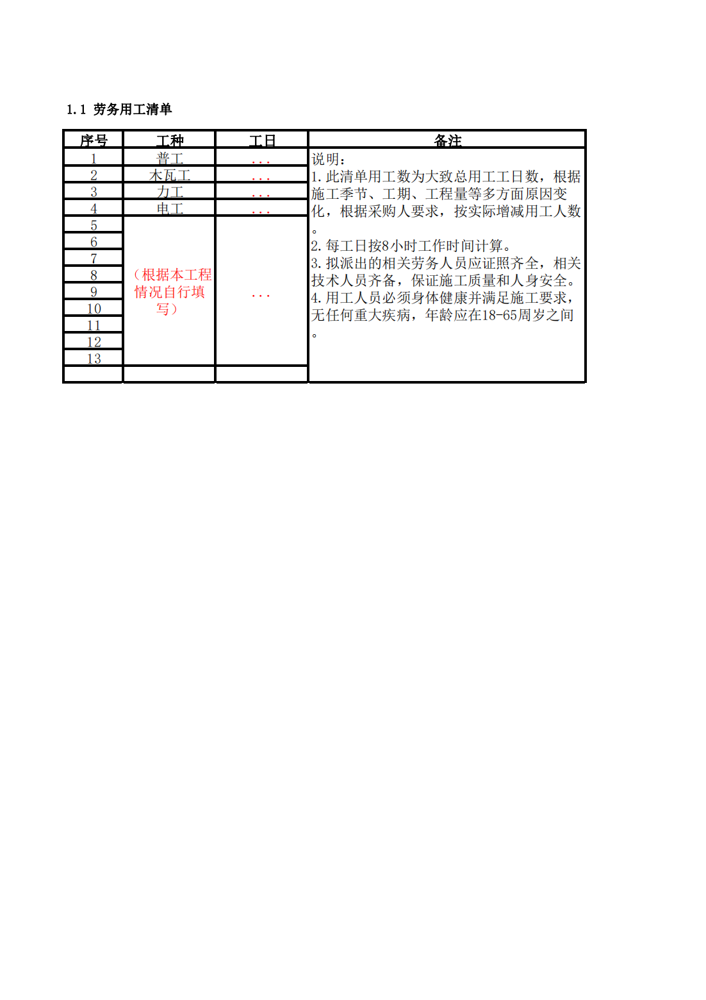 1.1 劳务用工清单
序号 工种 工日 备注
1 普工 ...
2 木瓦工 ...
3 力工 ...
4 电工 ...
5
6
7
8
9
10
11
12
13
（根据本工程
情况自行填
写）
...
说明：
1.此清单用工数为大致总用工工日数，根据
施工季节、工期、工程量等多方面原因变
化，根据采购人要求，按实际增减用工人数
。
2.每工日按8小时工作时间计算。
3.拟派出的相关劳务人员应证照齐全，相关
技术人员齐备，保证施工质量和人身安全。
4.用工人员必须身体健康并满足施工要求，
无任何重大疾病，年龄应在18-65周岁之间
。